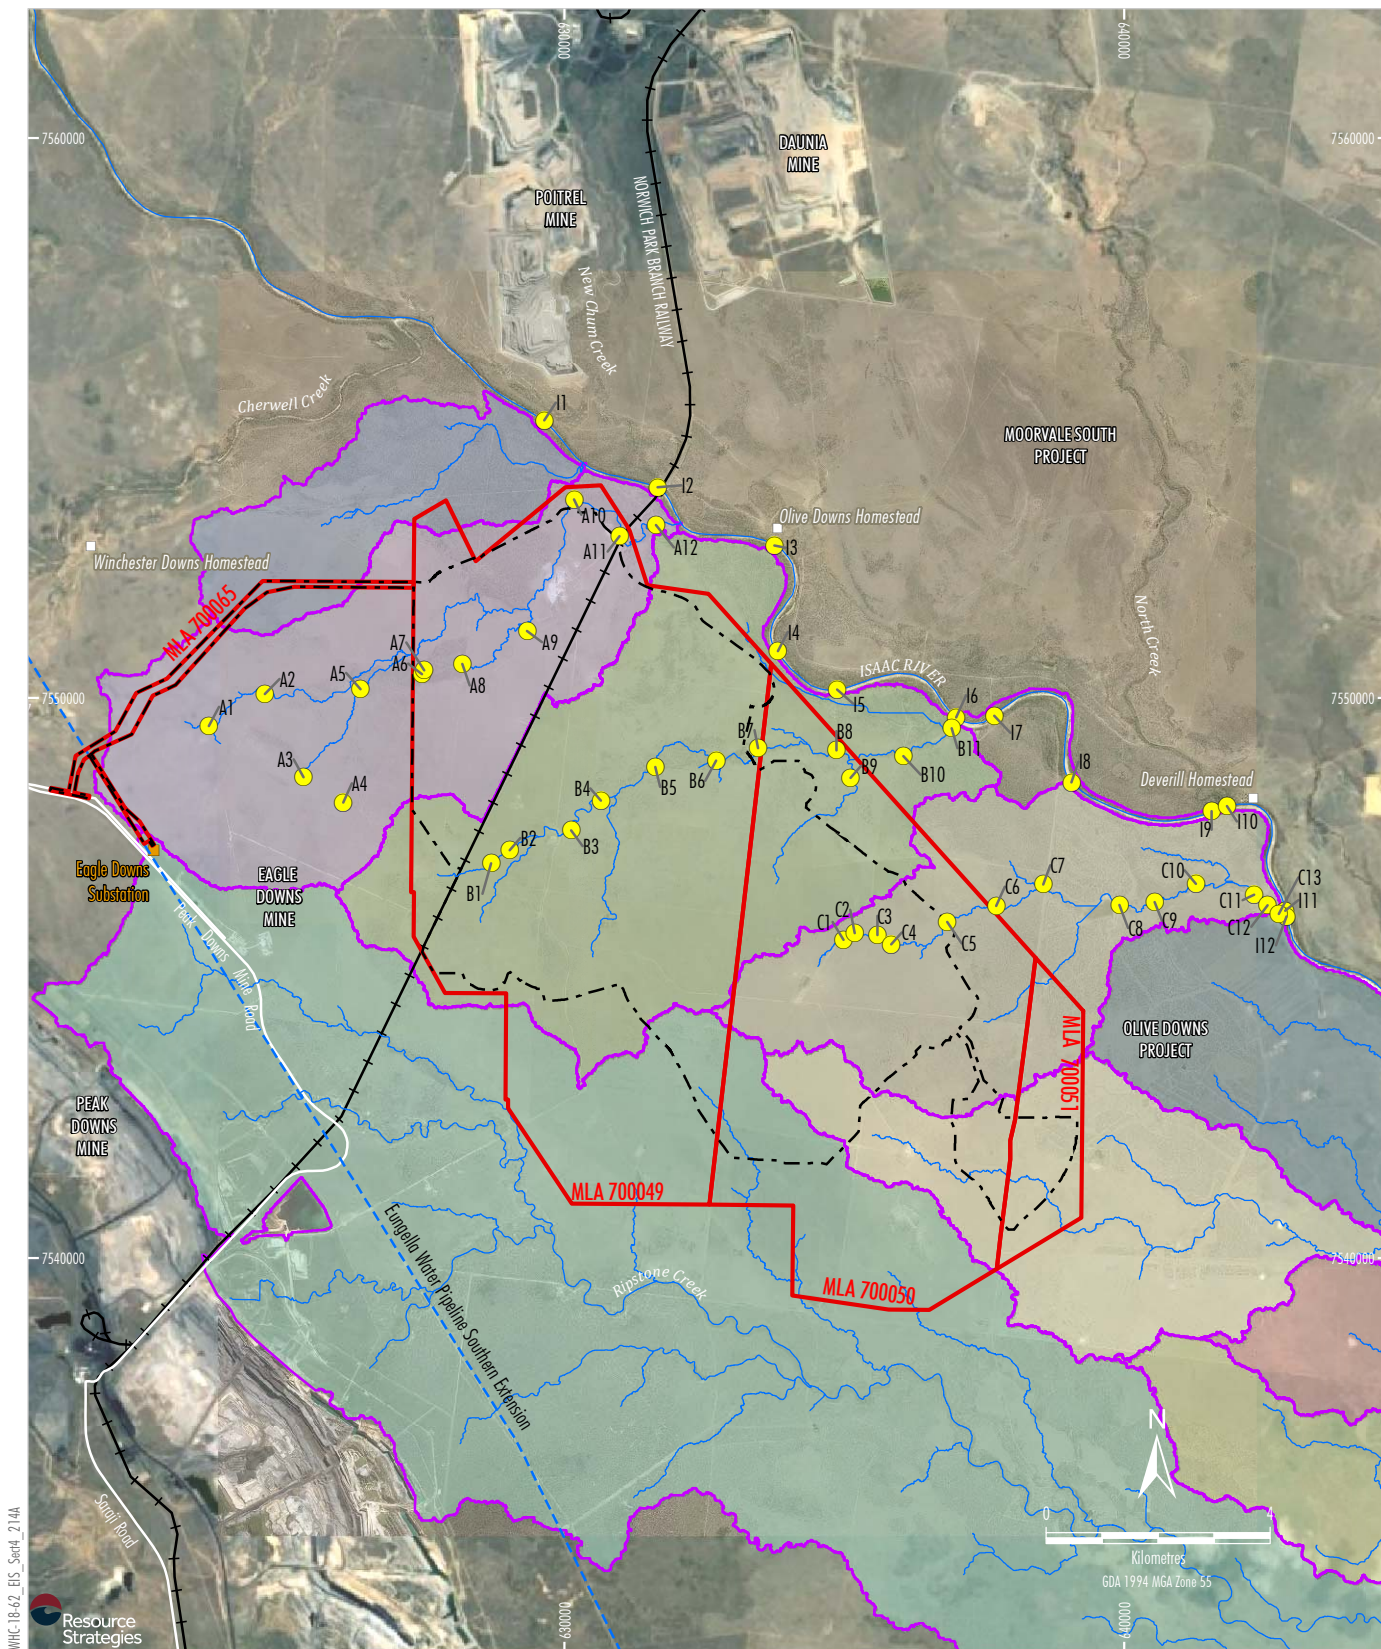 630000
640000
7560000
7560000
DAUNIA
MINE
POITREL
MINE
NORWICH PARK BRANCH RAILWAY
New Chum Creek
Cherwell Creek
I1
MOORVALE SOUTH
PROJECT
I2
A10
Olive Downs Homestead
A11
A12
I3
Winchester Downs Homestead
MLA 700065
North Creek
A7
A6
A9
I4
ISAAC RIVER
A5
A8
A2
I5
7550000
7550000
A1
I6
I7
B11
B7
B8
A3
A4
B4
B5
B6
B9
B10
I8
Deverill Homestead
I9
I10
B2
B3
B1
Eagle Downs
Substation
EAGLE
DOWNS
MINE
Peak Downs Mine Road
C7
C10
C13
C6
C11
I11
C2
C3
C1
C4
C5
C8
C9
C12
I12
MLA 700051
OLIVE DOWNS
PROJECT
PEAK
DOWNS
MINE
MLA 700049
Eungella Water Pipeline Southern Extension
7540000
7540000
Ripstone Creek
MLA 700050
N
0
4
Kilometres
GDA 1994 MGA Zone 55
Saraji Road
WHC-18-62_EIS_Sect4_214A
Resource
Strategies
630000
640000